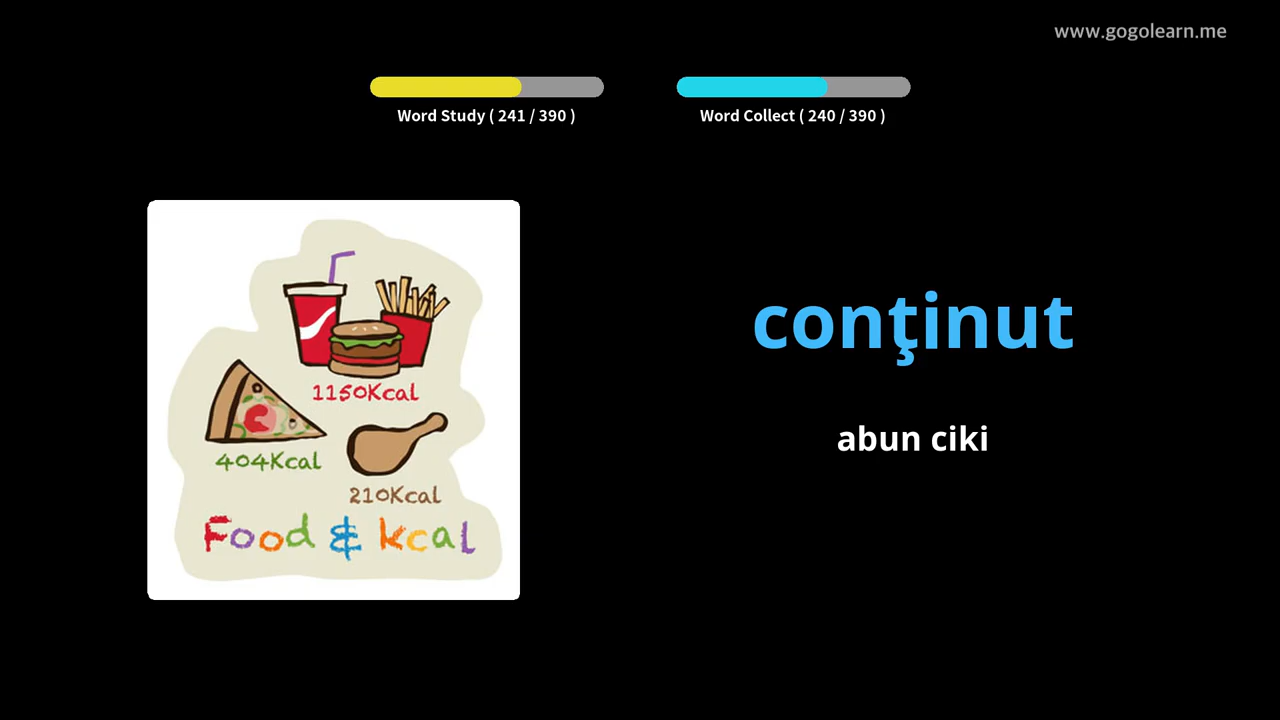 www.gogolearn.me
Word Study ( 241 / 390 )
Word Collect ( 240 / 390 )
1150Kcal
404Kcal
210Kcal
Food & kcal
conţinut
abun ciki